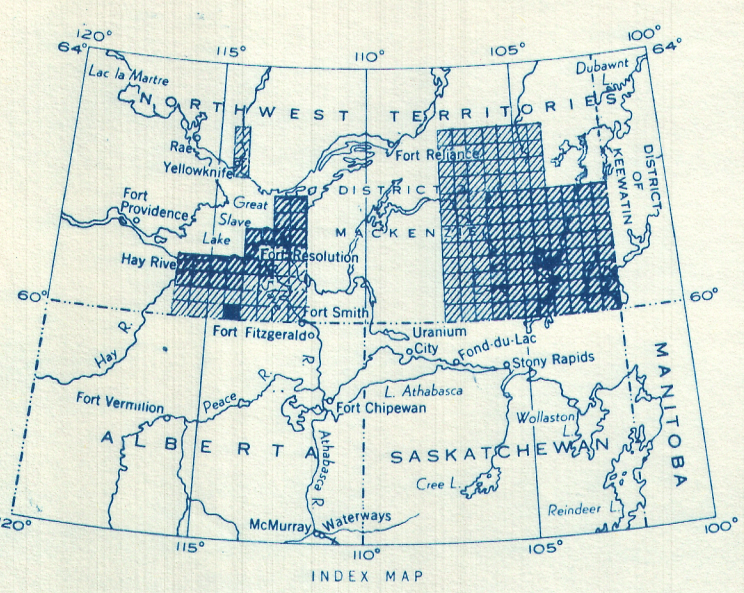 120°
115°
110°
105°
100°
64°
64°
Lac la Martre
Dubawnt
L.
NORTHWEST TERRITORIES
Rae
Fort Reliance
Yellowknife
DISTRICT
OF
KEEWATIN
DISTRICT
Great
Slave
Lake
Fort
Providence
MACKENZIE
Hay River
Fort Resolution
60°
60°
Fort Smith
Fort Fitzgerald
Uranium
City
Fond-du-Lac
Stony Rapids
Hay R.
R.
Peace R.
L. Athabasca
Fort Vermilion
Fort Chipewan
Wollaston
L.
MANITOBA
ALBERTA
SASKATCHEWAN
Athabasca R.
Cree L.
Reindeer L.
McMurray
Waterways
120°
115°
110°
105°
100°
INDEX MAP